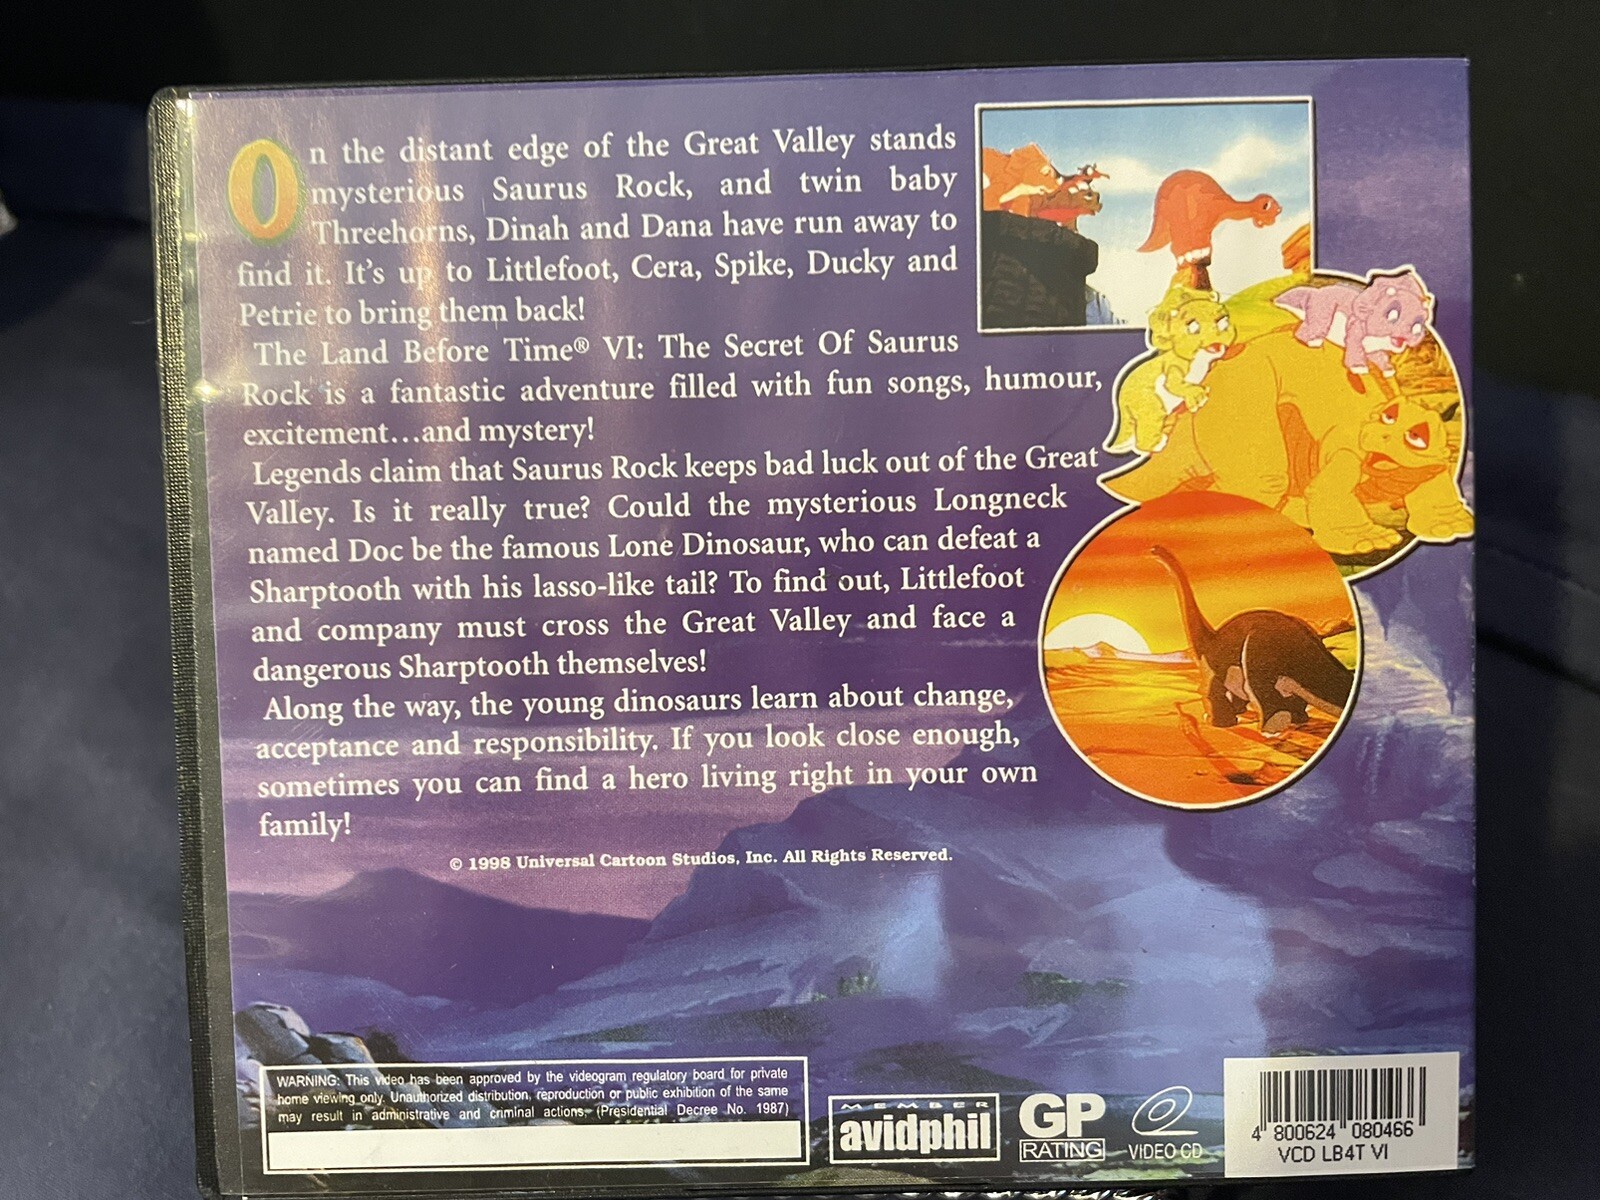 On the distant edge of the Great Valley stands
mysterious Saurus Rock, and twin baby
Threehorns, Dinah and Dana have run away to
find it. It's up to Littlefoot, Cera, Spike, Ducky and
Petrie to bring them back!
The Land Before Time® VI: The Secret Of Saurus
Rock is a fantastic adventure filled with fun songs, humour,
excitement...and mystery!
Legends claim that Saurus Rock keeps bad luck out of the Great
Valley. Is it really true? Could the mysterious Longneck
named Doc be the famous Lone Dinosaur, who can defeat a
Sharptooth with his lasso-like tail? To find out, Littlefoot
and company must cross the Great Valley and face a
dangerous Sharptooth themselves!
Along the way, the young dinosaurs learn about change,
acceptance and responsibility. If you look close enough,
sometimes you can find a hero living right in your own
family!
© 1998 Universal Cartoon Studios, Inc. All Rights Reserved.
WARNING: This video has been approved by the videogram regulatory board for private
home viewing only. Unauthorized distribution, reproduction or public exhibition of the same
may result in administrative and criminal actions. (Presidential Decree No. 1987)
MEMBER
avidphil
GP
RATING
VIDEO CD
4 800624 080466
VCD LB4T VI